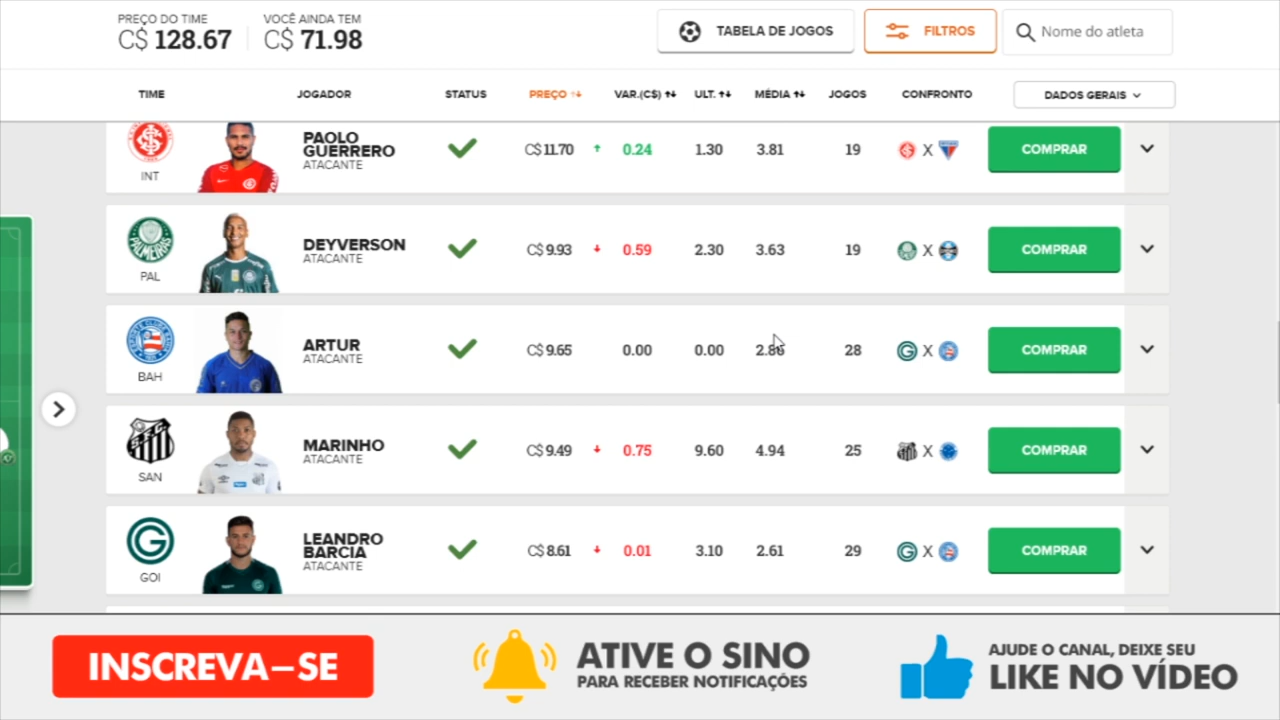 PREÇO DO TIME
C$ 128.67
VOCÊ AINDA TEM
C$ 71.98
TABELA DE JOGOS
FILTROS
Nome do atleta
TIME JOGADOR STATUS PREÇO VAR.(C$) ULT. MÉDIA JOGOS CONFRONTO DADOS GERAIS
INT
PAOLO
GUERRERO
ATACANTE
C$ 11.70 0.24 1.30 3.81 19 X COMPRAR
PALMEIRAS
PAL
DEYVERSON
ATACANTE
C$ 9.93 0.59 2.30 3.63 19 X COMPRAR
BAH
ARTUR
ATACANTE
C$ 9.65 0.00 0.00 2.86 28 X COMPRAR
SAN
MARINHO
ATACANTE
C$ 9.49 0.75 9.60 4.94 25 X COMPRAR
G
GOI
LEANDRO
BARCIA
ATACANTE
C$ 8.61 0.01 3.10 2.61 29 X COMPRAR
INSCREVA-SE
ATIVE O SINO
PARA RECEBER NOTIFICAÇÕES
AJUDE O CANAL, DEIXE SEU
LIKE NO VÍDEO